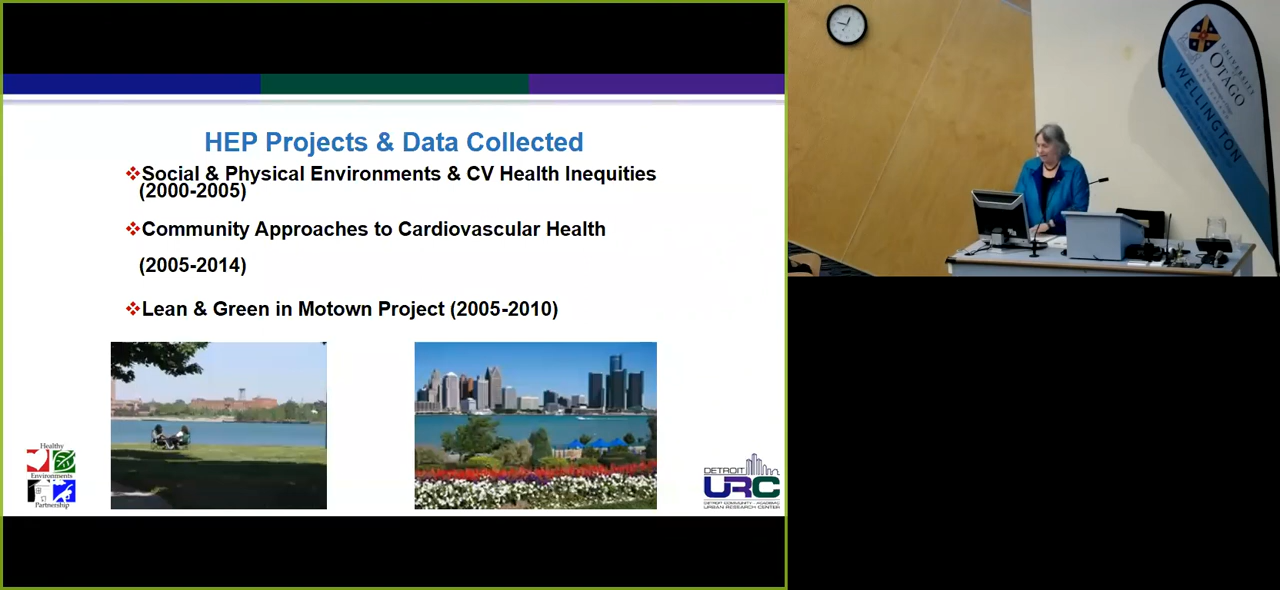 HEP Projects & Data Collected
❖Social & Physical Environments & CV Health Inequities
(2000-2005)
❖Community Approaches to Cardiovascular Health
(2005-2014)
❖Lean & Green in Motown Project (2005-2010)
Healthy
Environments
Partnership
DETROIT
URC
DETROIT COMMUNITY - ACADEMIC
URBAN RESEARCH CENTER
UNIVERSITY
of
OTAGO
WELLINGTON